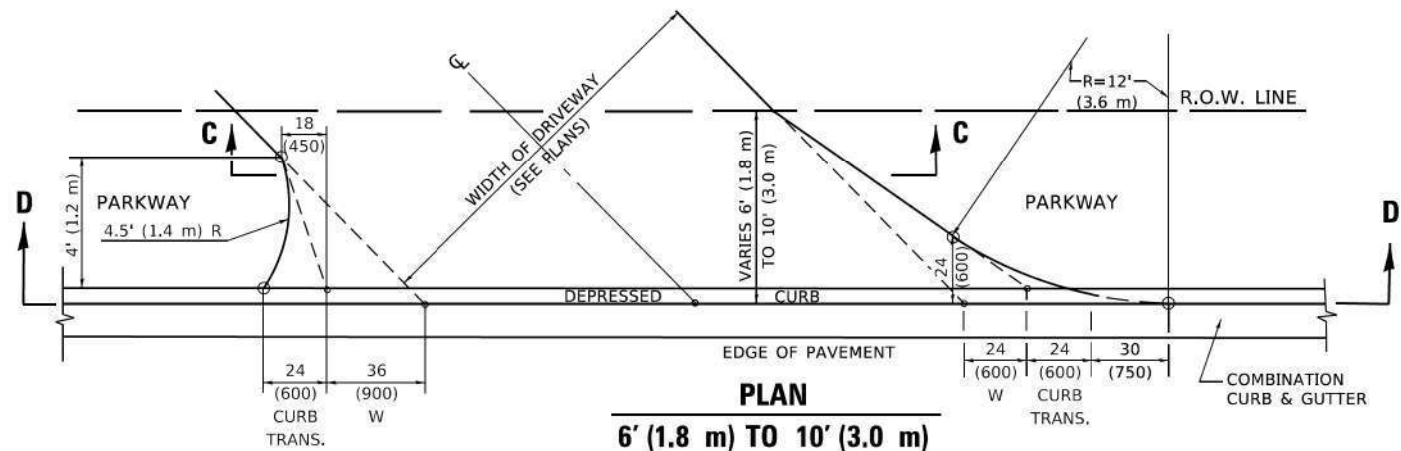 ℄
R=12'
(3.6 m)
R.O.W. LINE
18
(450)
C
C
WIDTH OF DRIVEWAY
(SEE PLANS)
VARIES 6' (1.8 m)
TO 10' (3.0 m)
4' (1.2 m)
PARKWAY
4.5' (1.4 m) R
PARKWAY
D
D
24
(600)
DEPRESSED CURB
EDGE OF PAVEMENT
24
(600)
CURB
TRANS.
36
(900)
W
24
(600)
W
24
(600)
CURB
TRANS.
30
(750)
COMBINATION
CURB & GUTTER
PLAN
6' (1.8 m) TO 10' (3.0 m)